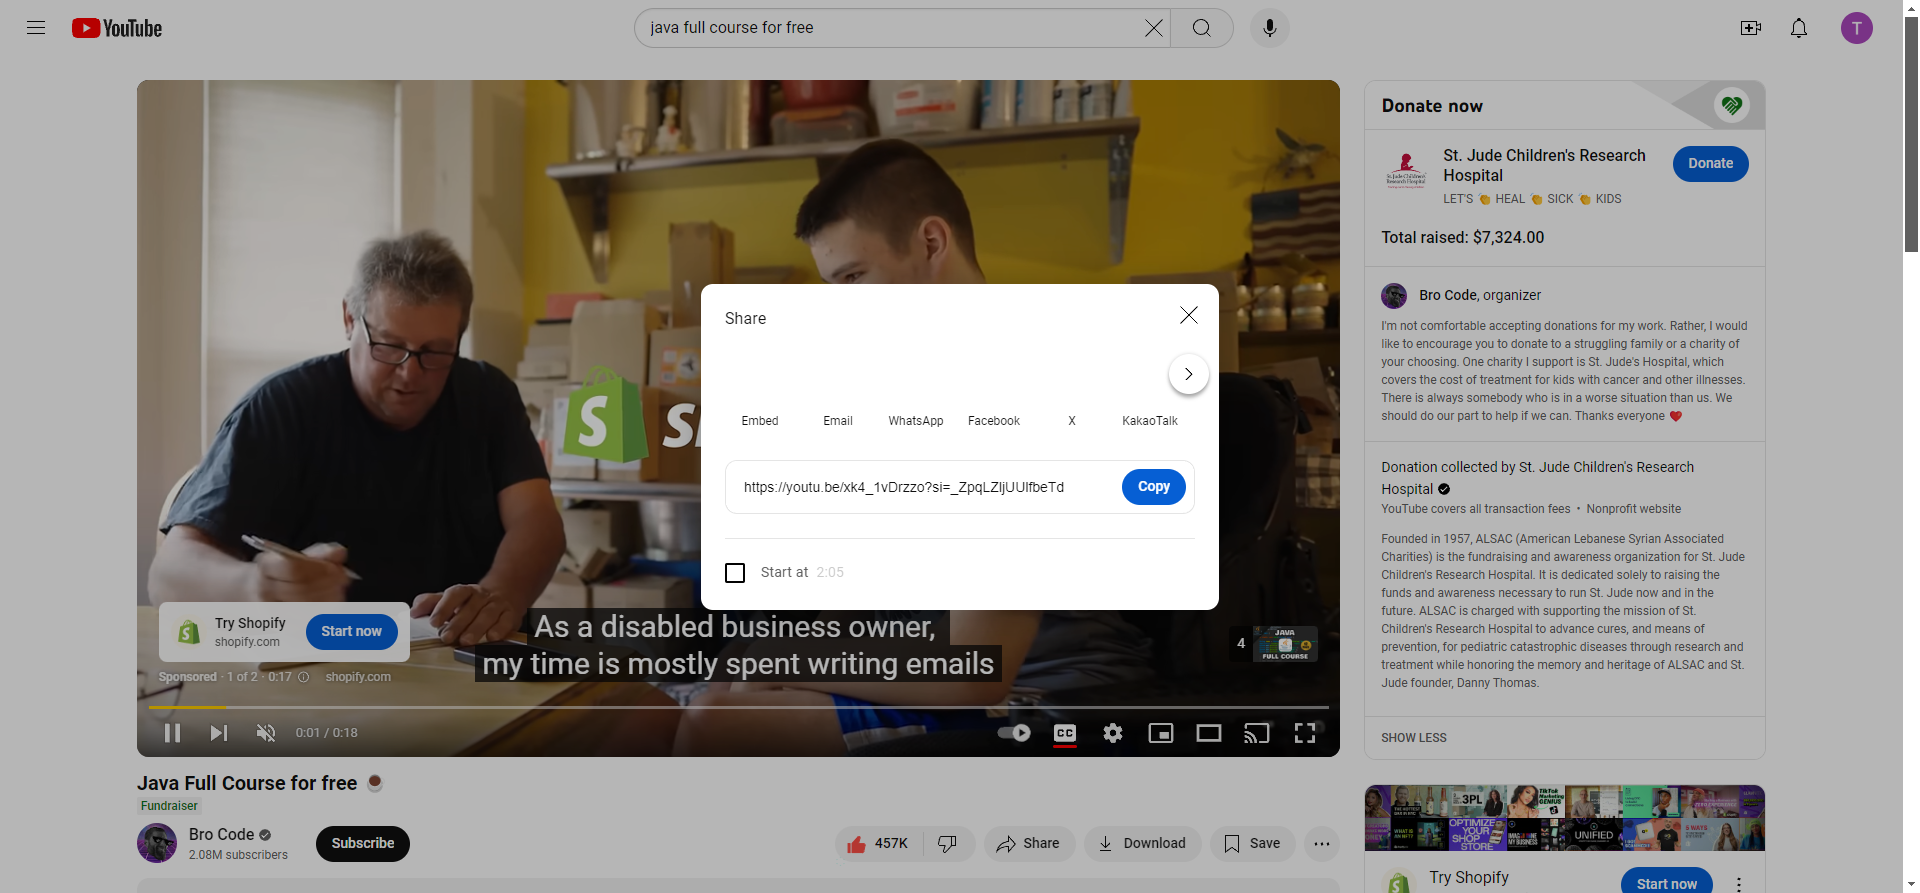 YouTube
java full course for free
T
Donate now
St. Jude Children's Research
Hospital
LET'S 👏 HEAL 👏 SICK 👏 KIDS
Donate
St. Jude Children's
Research Hospital
Total raised: $7,324.00
Bro Code, organizer
I'm not comfortable accepting donations for my work. Rather, I would
like to encourage you to donate to a struggling family or a charity of
your choosing. One charity I support is St. Jude's Hospital, which
covers the cost of treatment for kids with cancer and other illnesses.
There is always somebody who is in a worse situation than us. We
should do our part to help if we can. Thanks everyone ❤️
Donation collected by St. Jude Children's Research
Hospital
YouTube covers all transaction fees • Nonprofit website
Founded in 1957, ALSAC (American Lebanese Syrian Associated
Charities) is the fundraising and awareness organization for St. Jude
Children's Research Hospital. It is dedicated solely to raising the
funds and awareness necessary to run St. Jude now and in the
future. ALSAC is charged with supporting the mission of St.
Children's Research Hospital to advance cures, and means of
prevention, for pediatric catastrophic diseases through research and
treatment while honoring the memory and heritage of ALSAC and St.
Jude founder, Danny Thomas.
SHOW LESS
Share
Embed
Email
WhatsApp
Facebook
X
KakaoTalk
https://youtu.be/xk4_1vDrzzo?si=_ZpqLZljUUlfbeTd
Copy
Start at 2:05
Try Shopify
shopify.com
Start now
As a disabled business owner,
my time is mostly spent writing emails
4
JAVA
FULL COURSE
Sponsored · 1 of 2 · 0:17 shopify.com
0:01 / 0:18
CC
Java Full Course for free
Fundraiser
Bro Code
2.08M subscribers
Subscribe
457K
Share
Download
Save
3PL
TikTok
Marketing
GENIUS
OPTIMIZE
YOUR
SHOP
STORE
UNIFIED
Try Shopify
Start now